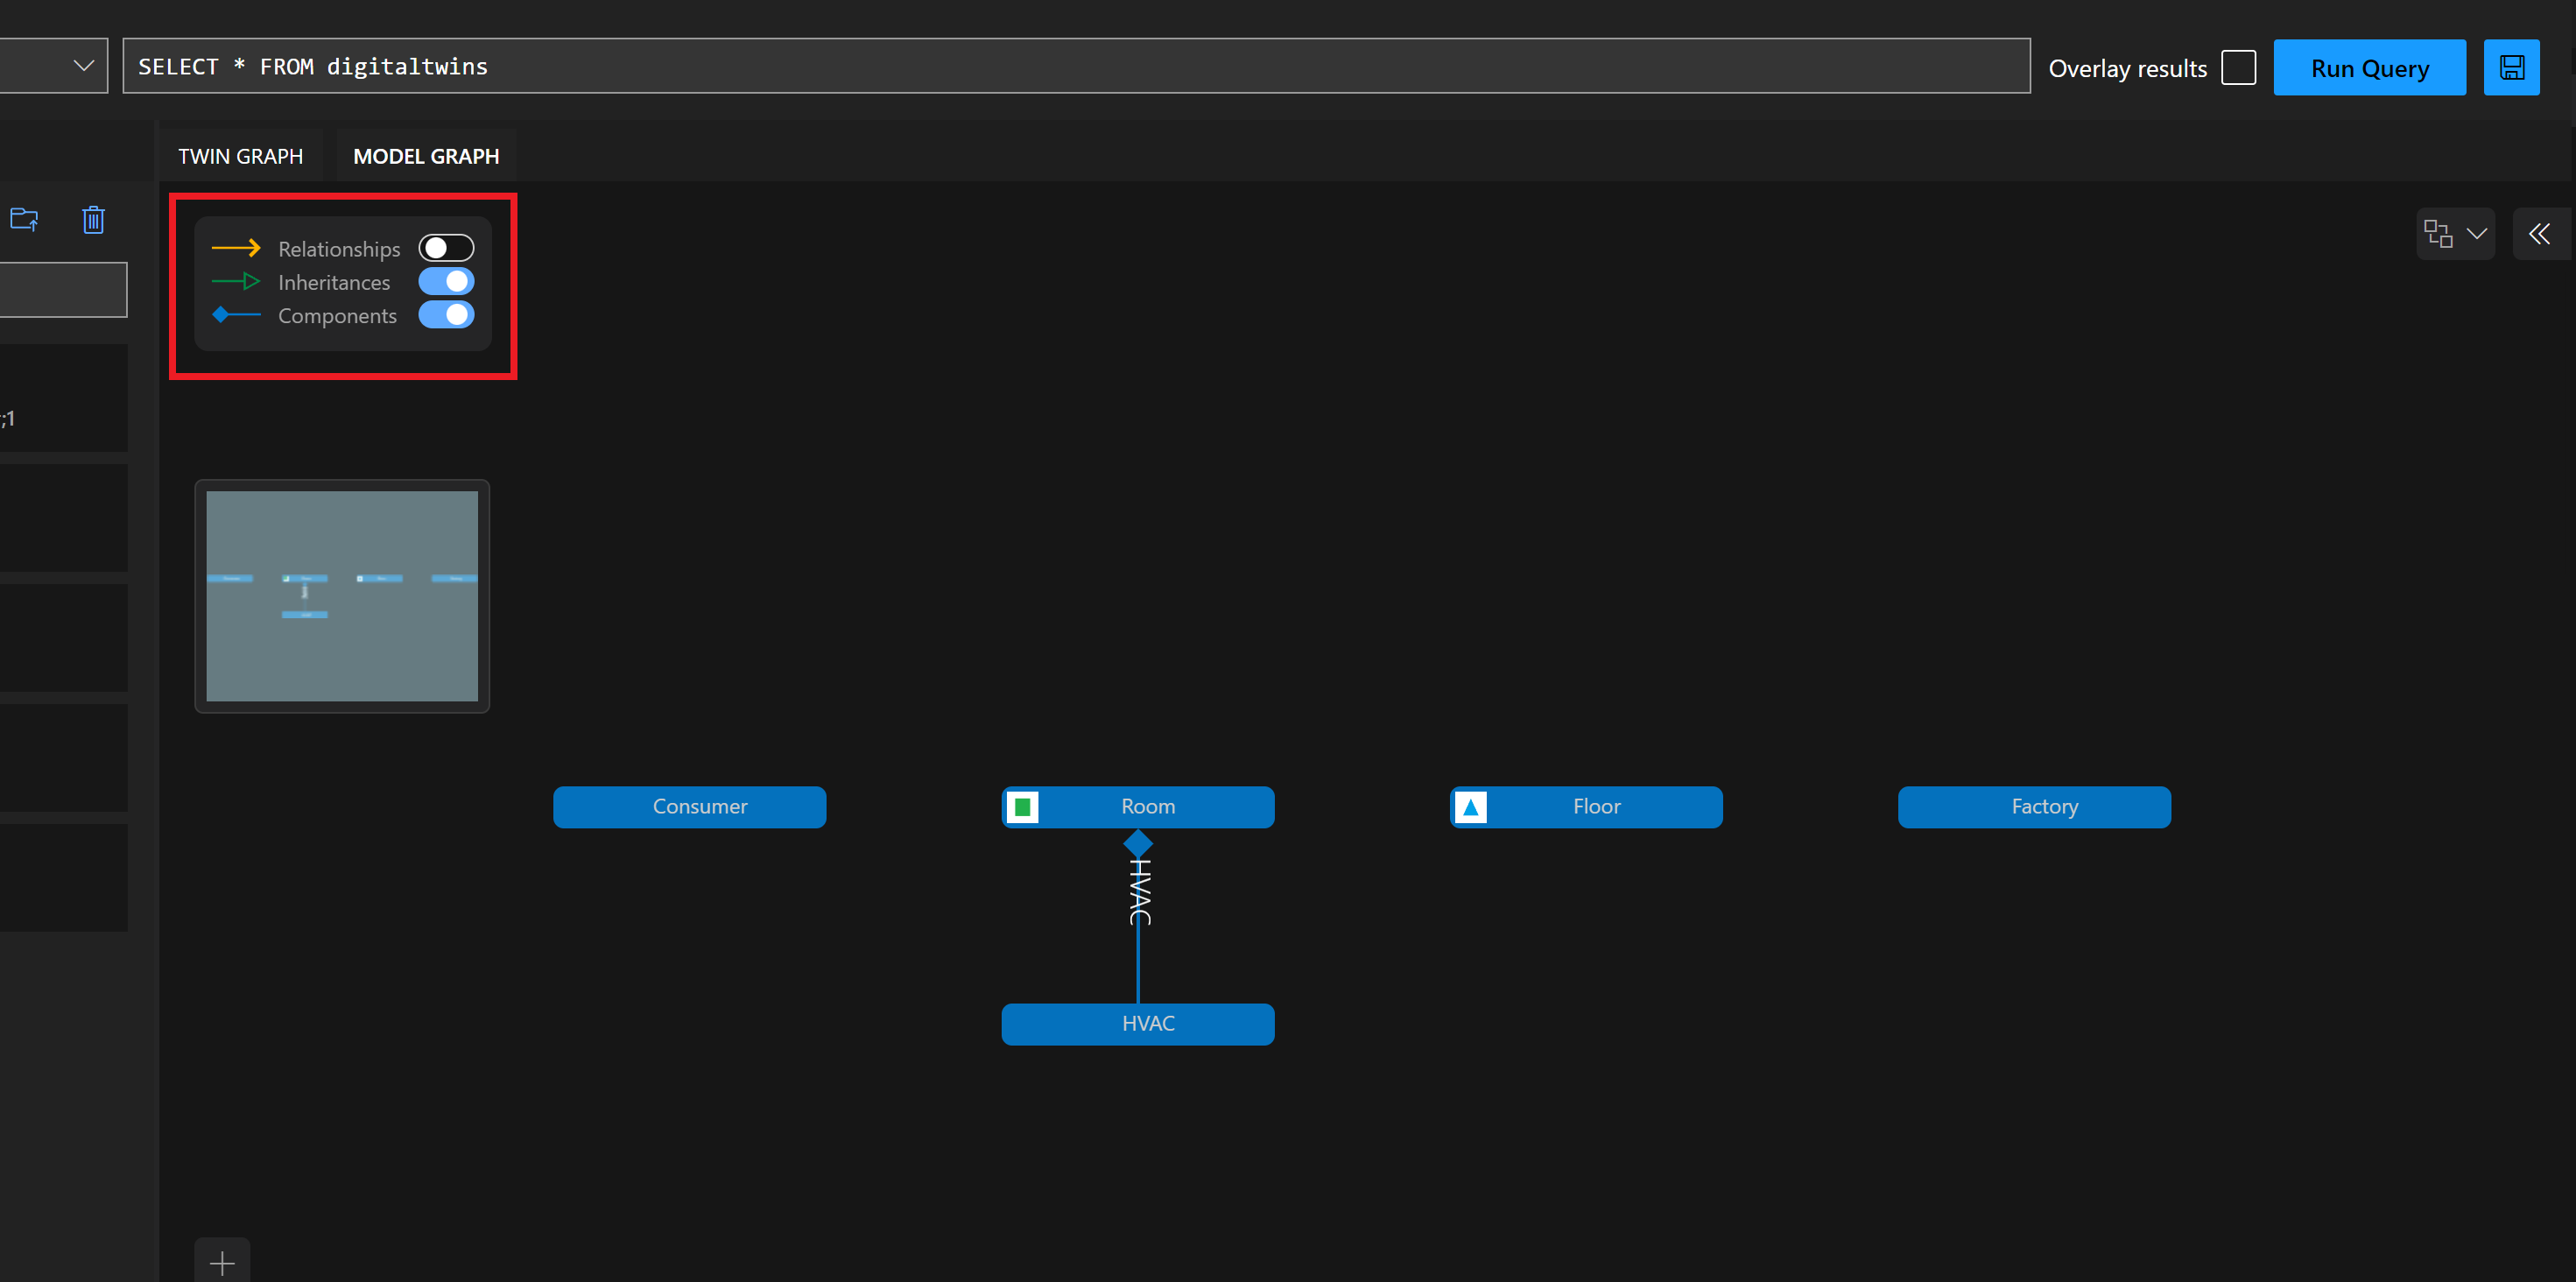 SELECT * FROM digitaltwins
Overlay results
Run Query
TWIN GRAPH
MODEL GRAPH
Relationships
Inheritances
Components
;1
Consumer
Room
Floor
Factory
HVAC
HVAC